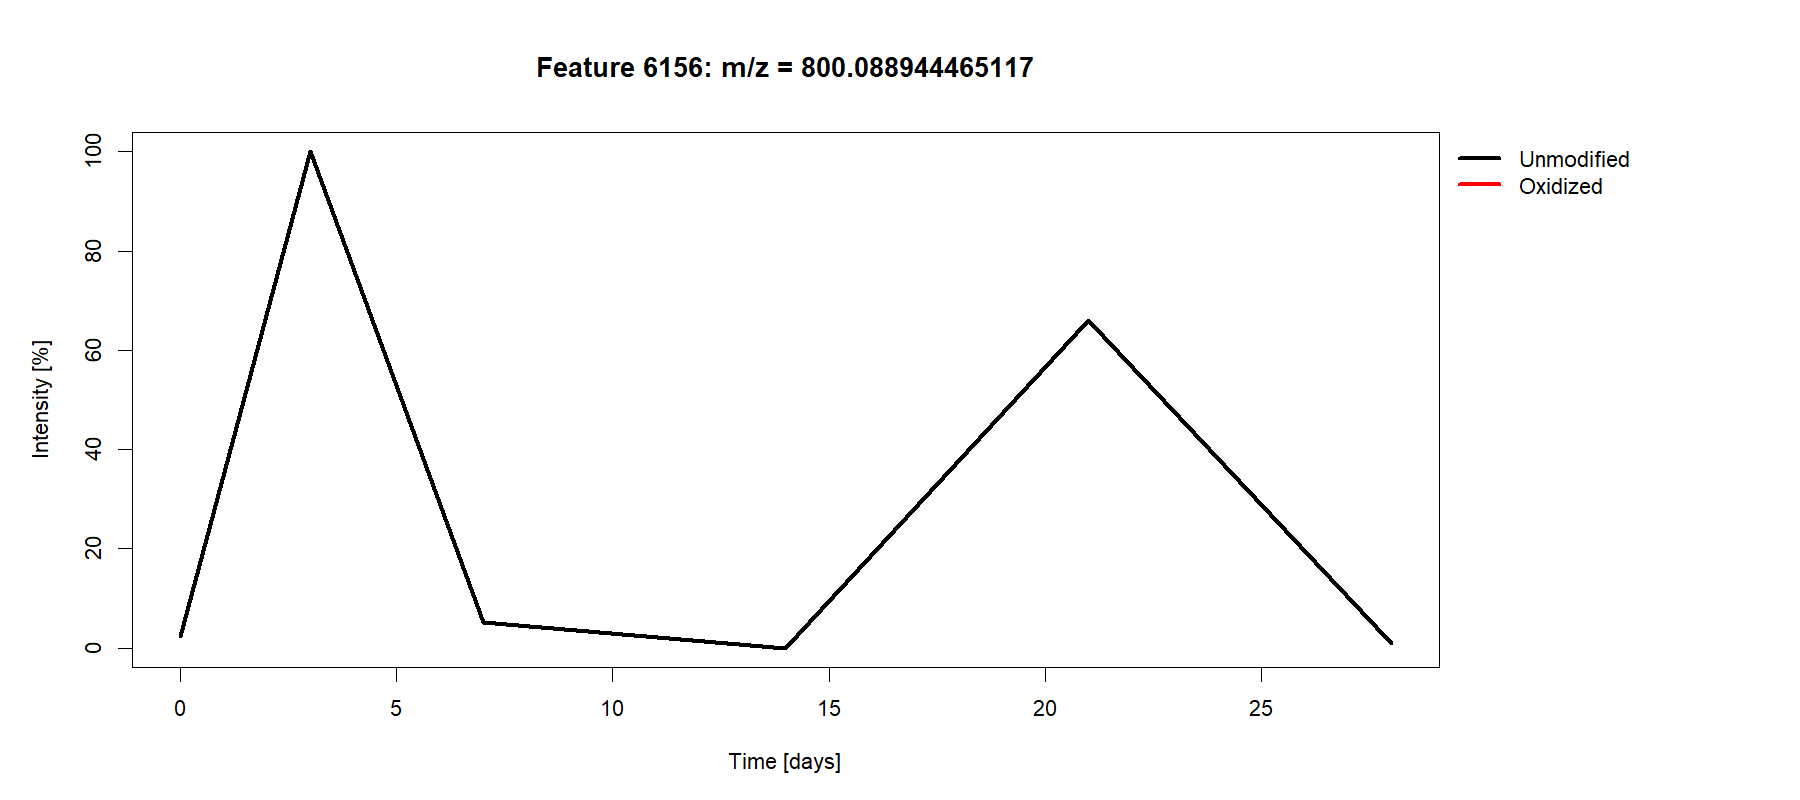 Feature 6156: m/z = 800.088944465117
Unmodified
Oxidized
Intensity [%]
100
80
60
40
20
0
0 5 10 15 20 25
Time [days]